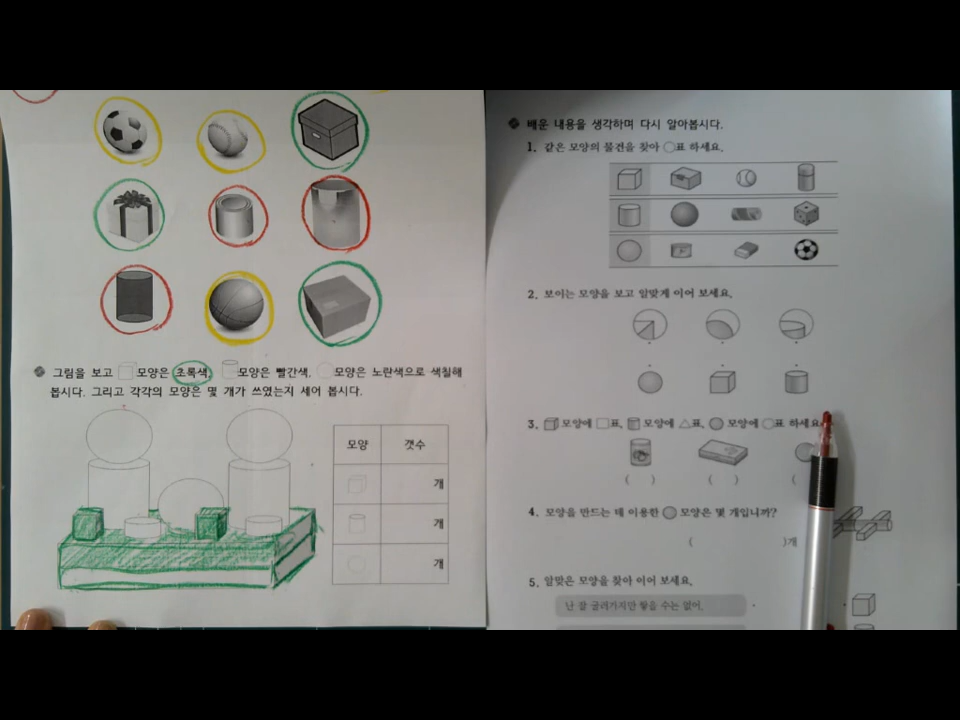 그림을 보고 모양은 초록색, 모양은 빨간색, 모양은 노란색으로 색칠해
봅시다. 그리고 각각의 모양은 몇 개가 쓰였는지 세어 봅시다.
모양 갯수
개
개
개
배운 내용을 생각하며 다시 알아봅시다.
1. 같은 모양의 물건을 찾아 ○표 하세요.
2. 보이는 모양을 보고 알맞게 이어 보세요.
3. 모양에 □표, 모양에 △표, 모양에 ○표 하세요.
( ) ( ) (
4. 모양을 만드는 데 이용한 모양은 몇 개입니까?
( )개
5. 알맞은 모양을 찾아 이어 보세요.
난 잘 굴러가지만 쌓을 수는 없어.